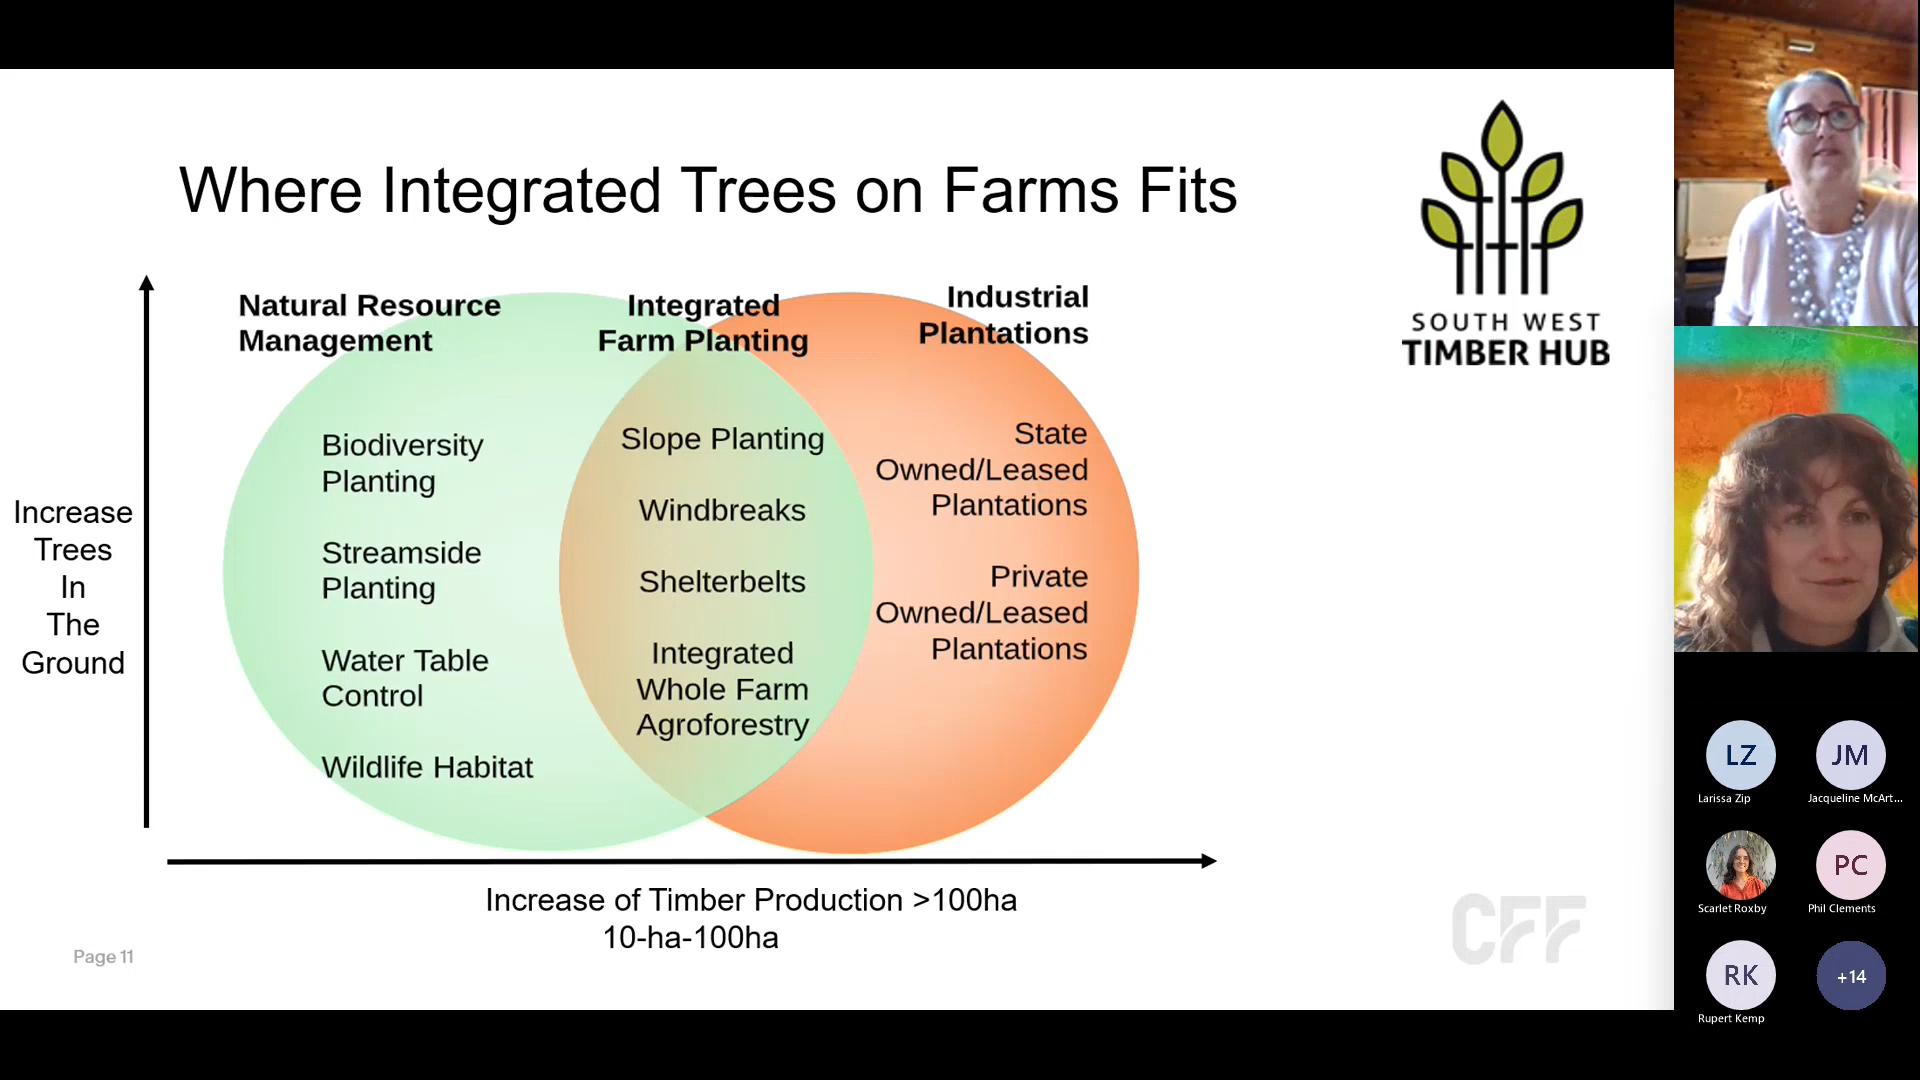 Where Integrated Trees on Farms Fits
SOUTH WEST
TIMBER HUB
Natural Resource
Management
Integrated
Farm Planting
Industrial
Plantations
Increase
Trees
In
The
Ground
Biodiversity
Planting
Streamside
Planting
Water Table
Control
Wildlife Habitat
Slope Planting
Windbreaks
Shelterbelts
Integrated
Whole Farm
Agroforestry
State
Owned/Leased
Plantations
Private
Owned/Leased
Plantations
Increase of Timber Production >100ha
10-ha-100ha
Page 11
CFF
LZ
Larissa Zip
JM
Jacqueline McArt...
Scarlet Roxby
PC
Phil Clements
RK
Rupert Kemp
+14